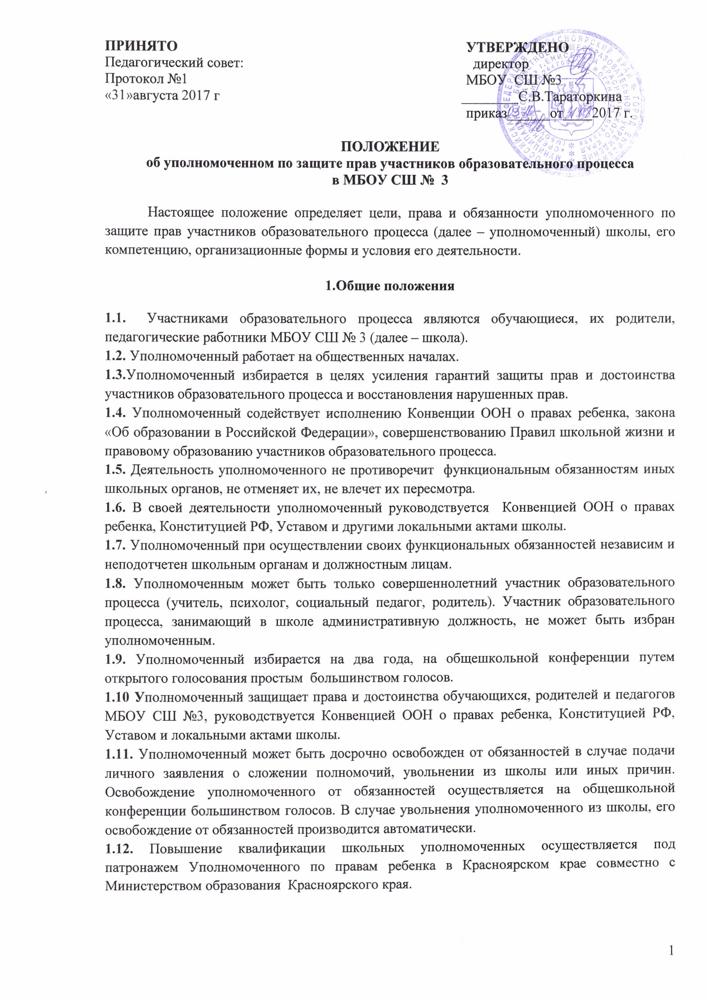 ПРИНЯТО
Педагогический совет:
Протокол №1
«31»августа 2017 г
УТВЕРЖДЕНО
директор
МБОУ СШ №3
________С.В.Тараторкина
приказ______от____2017 г.
ПОЛОЖЕНИЕ
об уполномоченном по защите прав участников образовательного процесса
в МБОУ СШ № 3
Настоящее положение определяет цели, права и обязанности уполномоченного по
защите прав участников образовательного процесса (далее – уполномоченный) школы, его
компетенцию, организационные формы и условия его деятельности.
1.Общие положения
1.1. Участниками образовательного процесса являются обучающиеся, их родители,
педагогические работники МБОУ СШ № 3 (далее – школа).
1.2. Уполномоченный работает на общественных началах.
1.3.Уполномоченный избирается в целях усиления гарантий защиты прав и достоинства
участников образовательного процесса и восстановления нарушенных прав.
1.4. Уполномоченный содействует исполнению Конвенции ООН о правах ребенка, закона
«Об образовании в Российской Федерации», совершенствованию Правил школьной жизни и
правовому образованию участников образовательного процесса.
1.5. Деятельность уполномоченного не противоречит функциональным обязанностям иных
школьных органов, не отменяет их, не влечет их пересмотра.
1.6. В своей деятельности уполномоченный руководствуется Конвенцией ООН о правах
ребенка, Конституцией РФ, Уставом и другими локальными актами школы.
1.7. Уполномоченный при осуществлении своих функциональных обязанностей независим и
неподотчетен школьным органам и должностным лицам.
1.8. Уполномоченным может быть только совершеннолетний участник образовательного
процесса (учитель, психолог, социальный педагог, родитель). Участник образовательного
процесса, занимающий в школе административную должность, не может быть избран
уполномоченным.
1.9. Уполномоченный избирается на два года, на общешкольной конференции путем
открытого голосования простым большинством голосов.
1.10 Уполномоченный защищает права и достоинства обучающихся, родителей и педагогов
МБОУ СШ №3, руководствуется Конвенцией ООН о правах ребенка, Конституцией РФ,
Уставом и локальными актами школы.
1.11. Уполномоченный может быть досрочно освобожден от обязанностей в случае подачи
личного заявления о сложении полномочий, увольнении из школы или иных причин.
Освобождение уполномоченного от обязанностей осуществляется на общешкольной
конференции большинством голосов. В случае увольнения уполномоченного из школы, его
освобождение от обязанностей производится автоматически.
1.12. Повышение квалификации школьных уполномоченных осуществляется под
патронажем Уполномоченного по правам ребенка в Красноярском крае совместно с
Министерством образования Красноярского края.
1